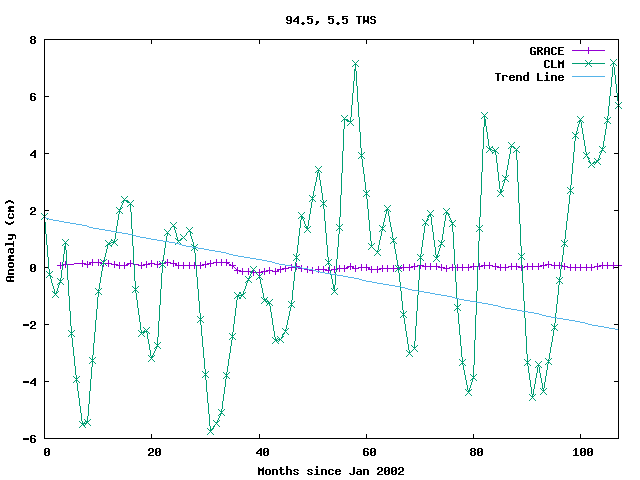 94.5, 5.5 TWS
GRACE
CLM
Trend Line
8
6
4
2
0
-2
-4
-6
Anomaly (cm)
0 20 40 60 80 100
Months since Jan 2002